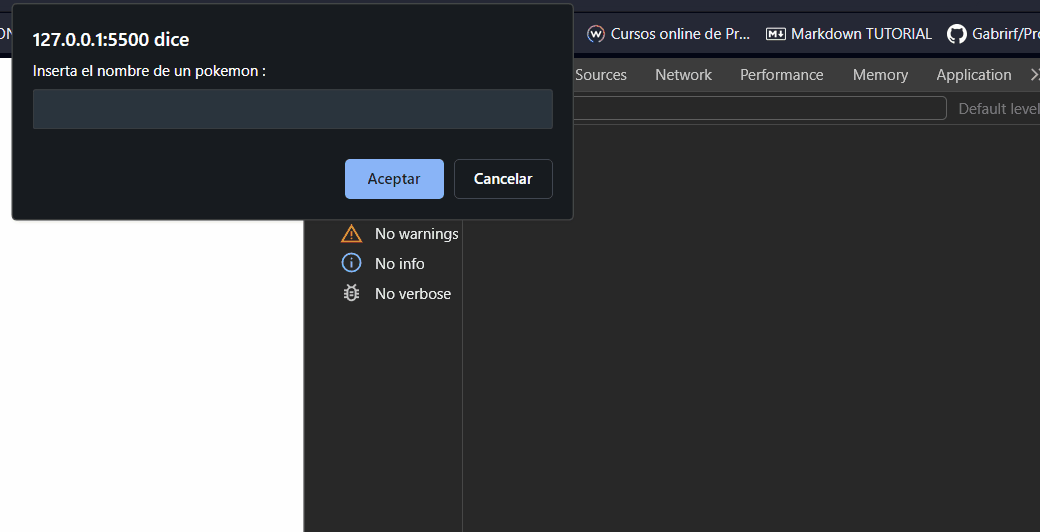 127.0.0.1:5500 dice
Inserta el nombre de un pokemon :
Aceptar
Cancelar
Cursos online de Pr...
Markdown TUTORIAL
Gabrirf/Pro
Sources
Network
Performance
Memory
Application
Default level
No warnings
No info
No verbose